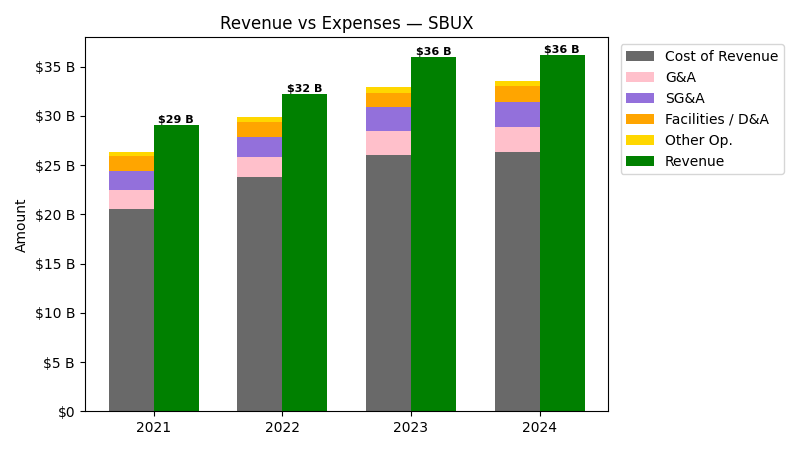 Revenue vs Expenses — SBUX
Amount
$35 B
$30 B
$25 B
$20 B
$15 B
$10 B
$5 B
$0
$29 B
$32 B
$36 B
$36 B
2021
2022
2023
2024
Cost of Revenue
G&A
SG&A
Facilities / D&A
Other Op.
Revenue